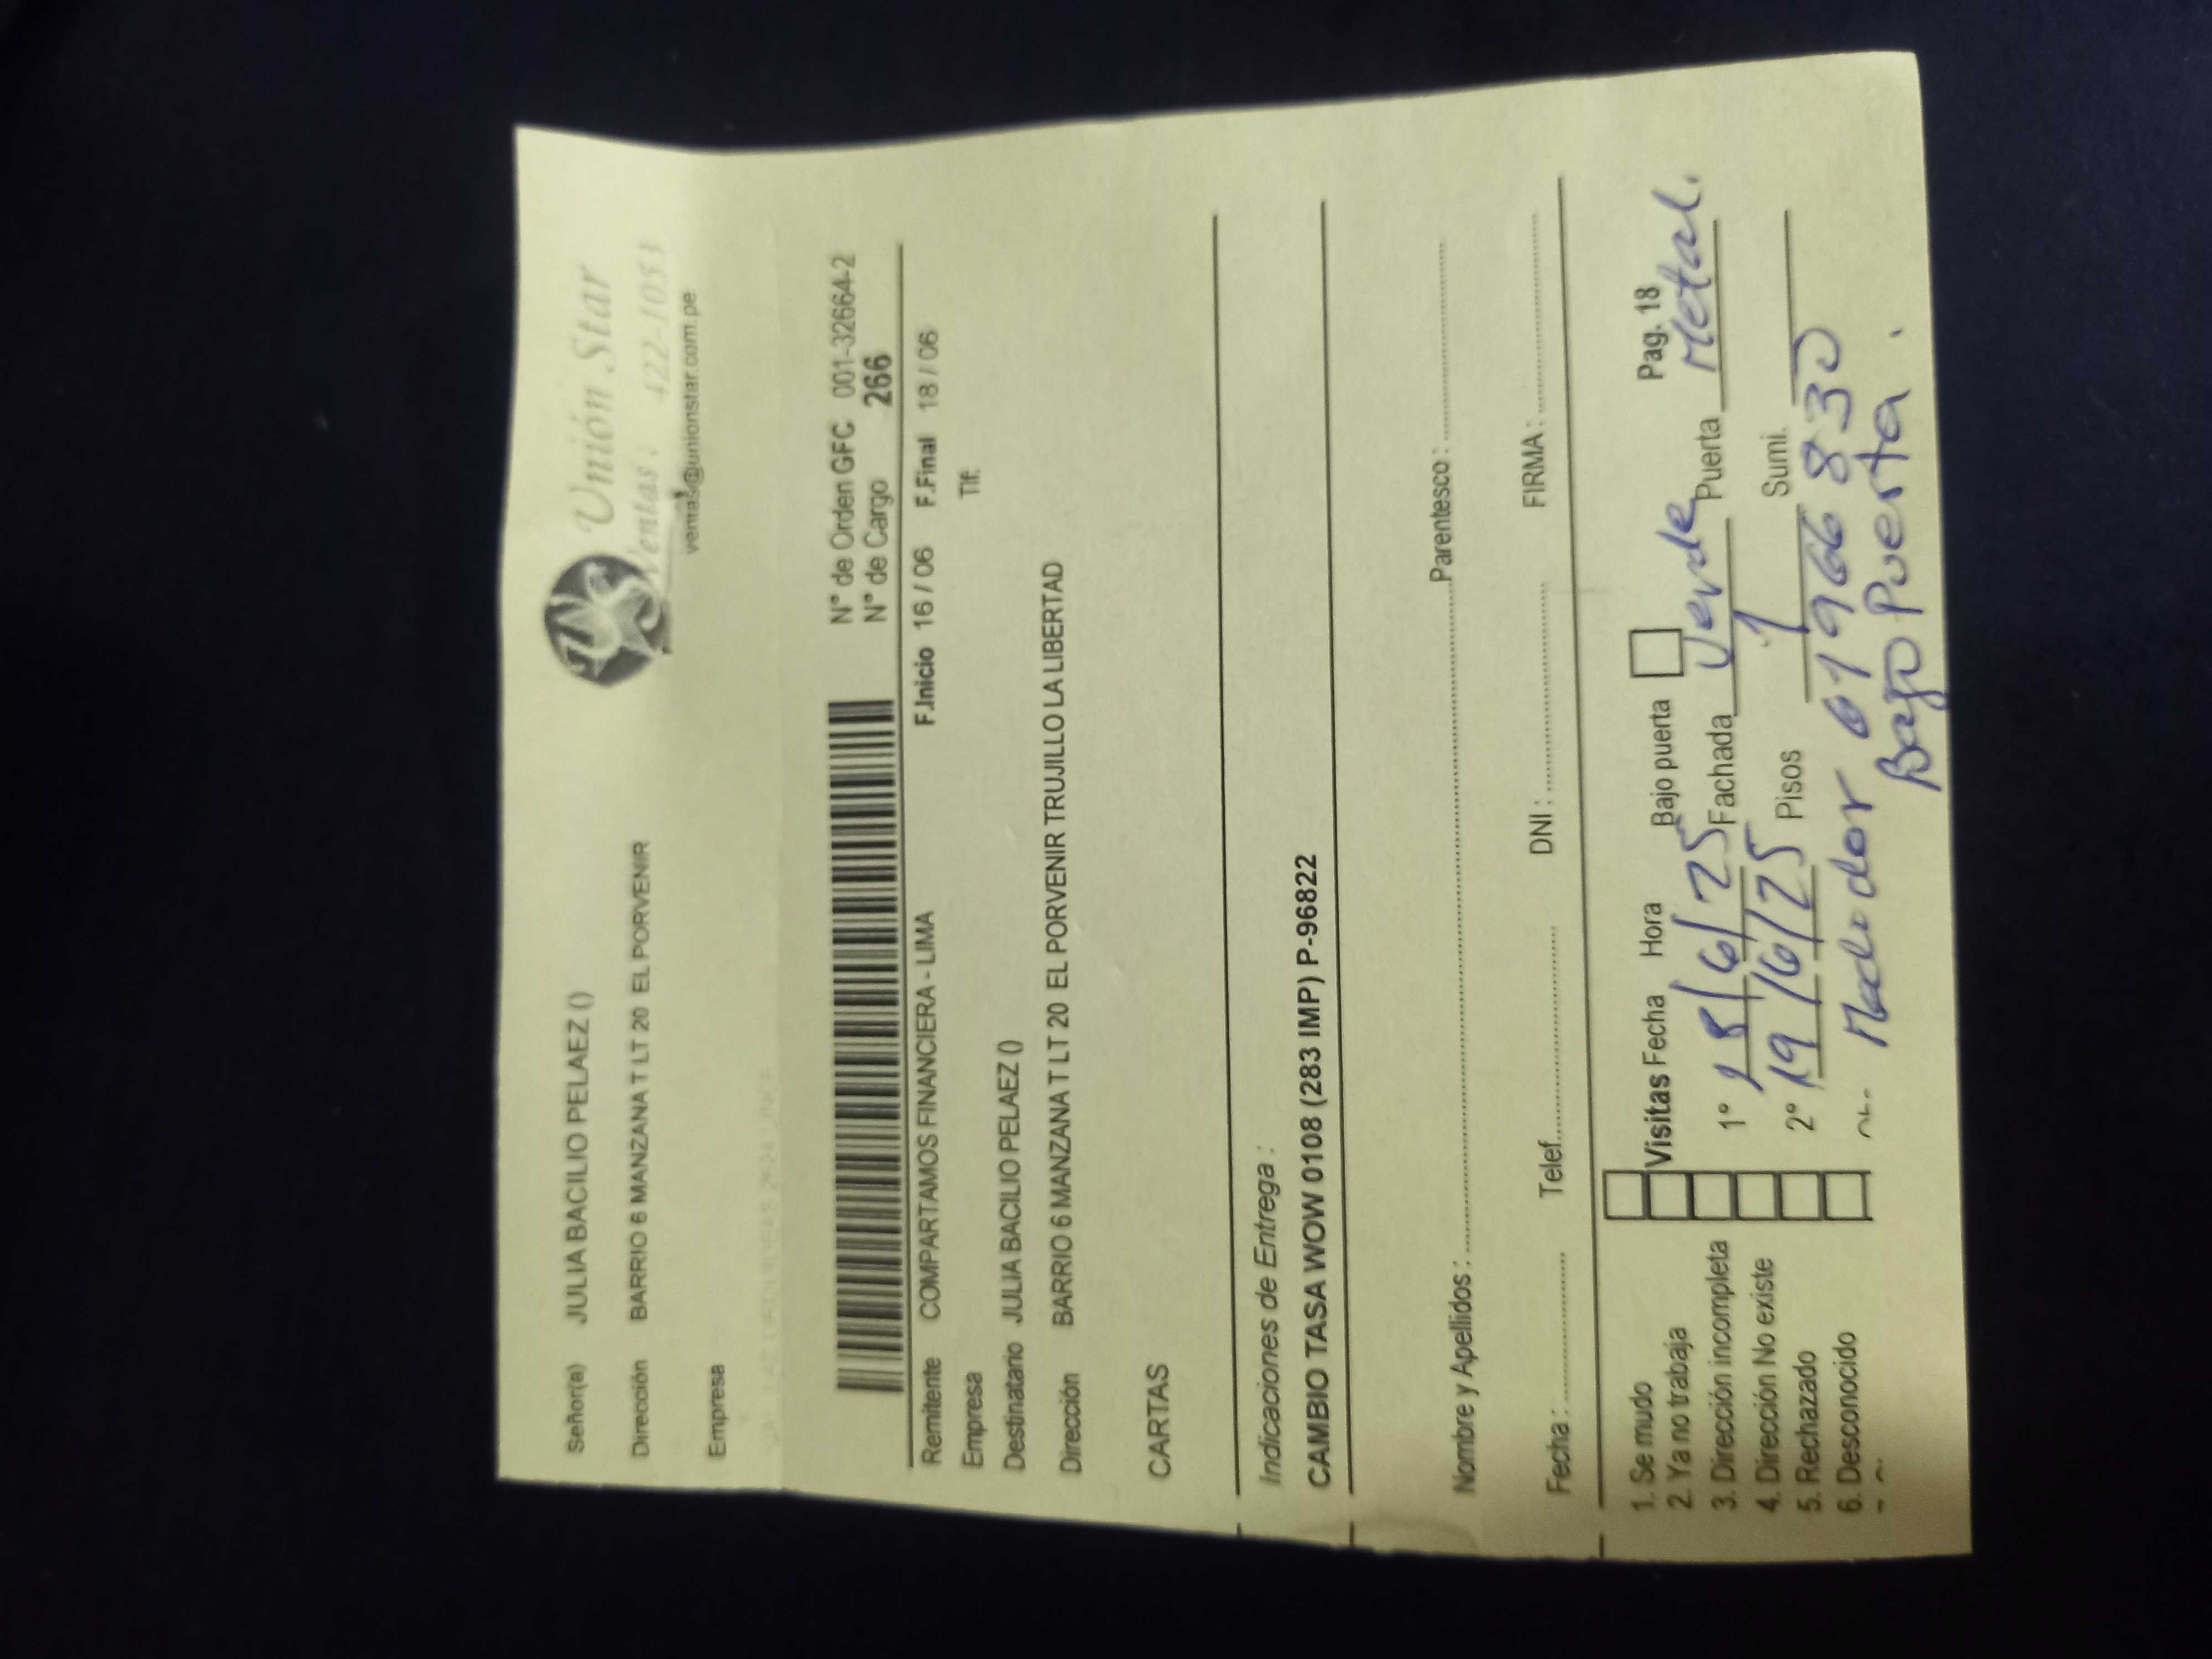 Señor(a) JULIA BACILIO PELAEZ ()
Unión Star
Ventas : 422-1053
Dirección BARRIO 6 MANZANA T LT 20 EL PORVENIR
ventas@unionstar.com.pe
Empresa
N° de Orden GFC 001-32664-2
N° de Cargo 266
Remitente COMPARTAMOS FINANCIERA - LIMA F.Inicio 16 / 06 F.Final 18 / 06
Empresa Tlf.
Destinatario JULIA BACILIO PELAEZ ()
Dirección BARRIO 6 MANZANA T LT 20 EL PORVENIR TRUJILLO LA LIBERTAD
CARTAS
Indicaciones de Entrega :
CAMBIO TASA WOW 0108 (283 IMP) P-96822
Nombre y Apellidos : Parentesco :
Fecha : Telef. DNI : FIRMA :
1. Se mudo Visitas Fecha Hora Bajo puerta Pag. 18
2. Ya no trabaja 1° 18/6/25 Fachada Verde Puerta Metal.
3. Dirección incompleta
4. Dirección No existe 2° 19/6/25 Pisos 1 Sumi.
5. Rechazado
6. Desconocido Medidor 61966830
Bajo Puerta.